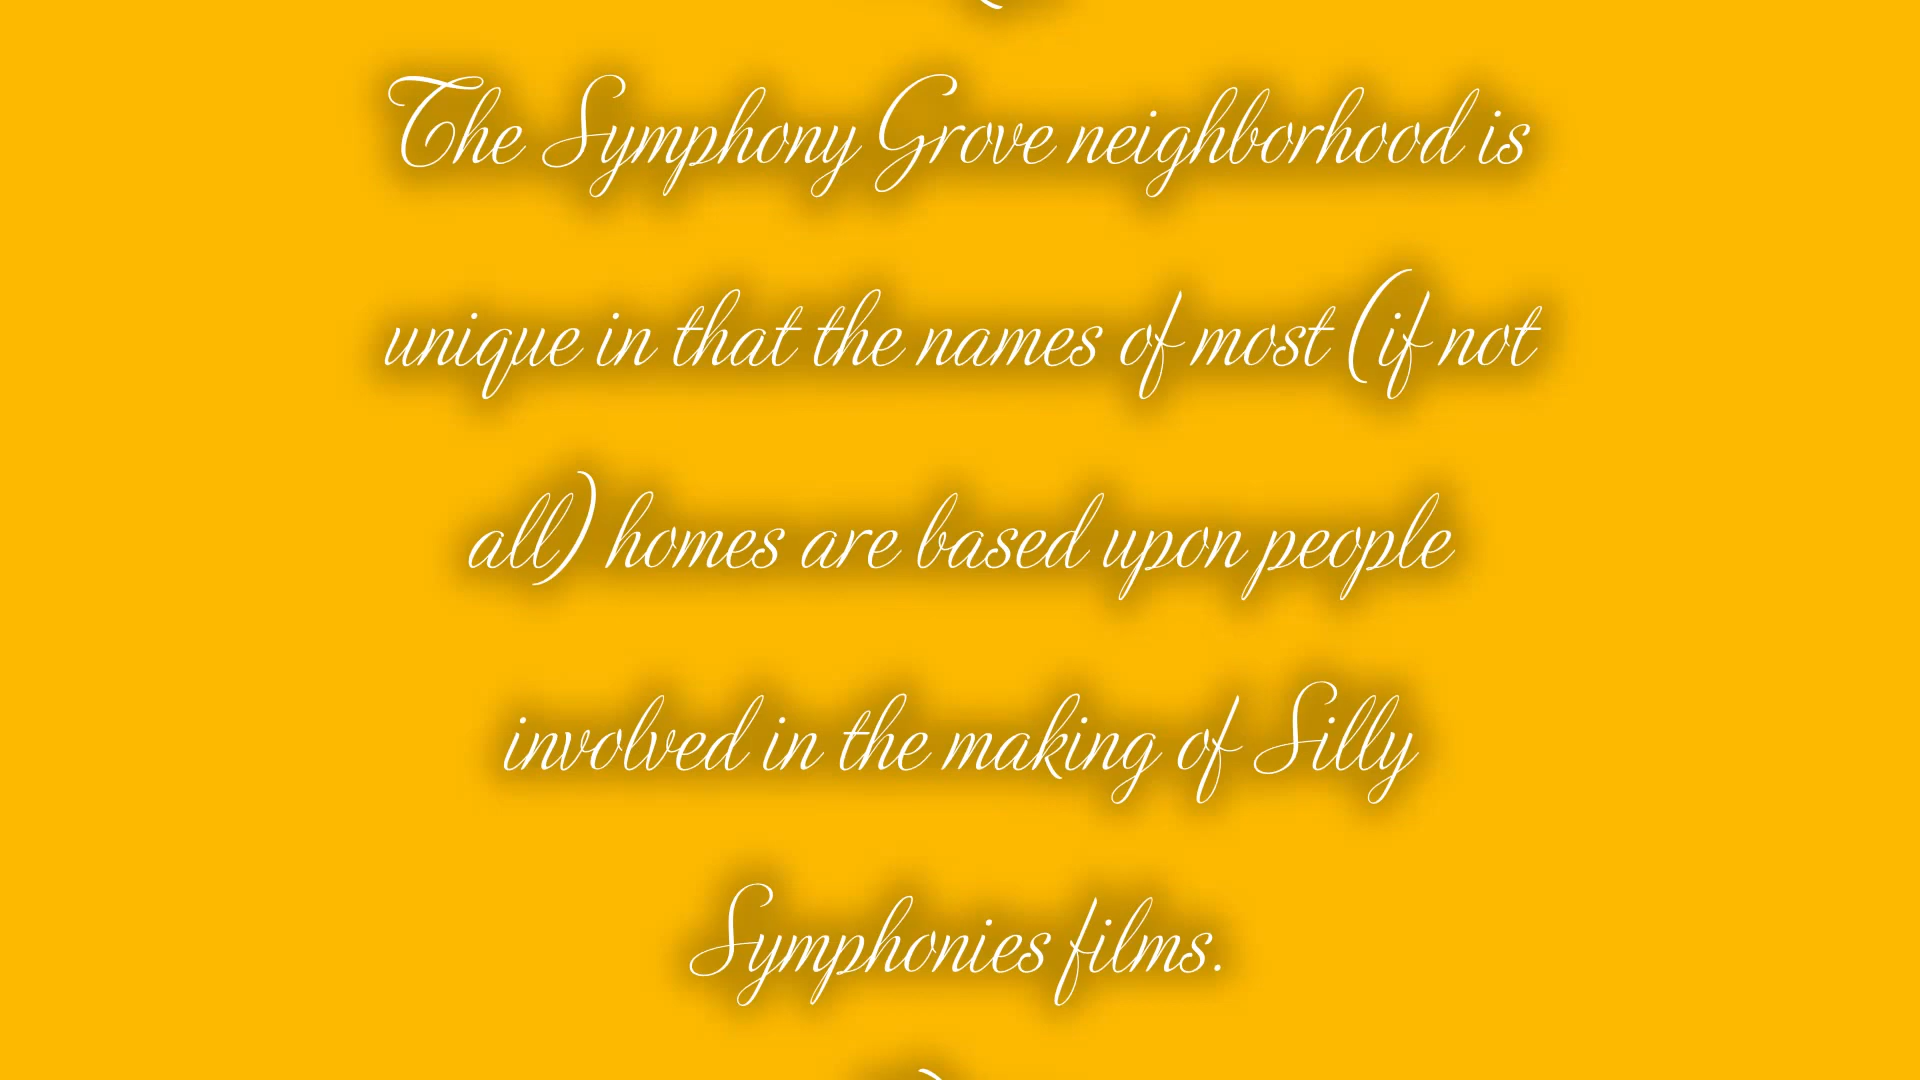 The Symphony Grove neighborhood is
unique in that the names of most (if not
all) homes are based upon people
involved in the making of Silly
Symphonies films.